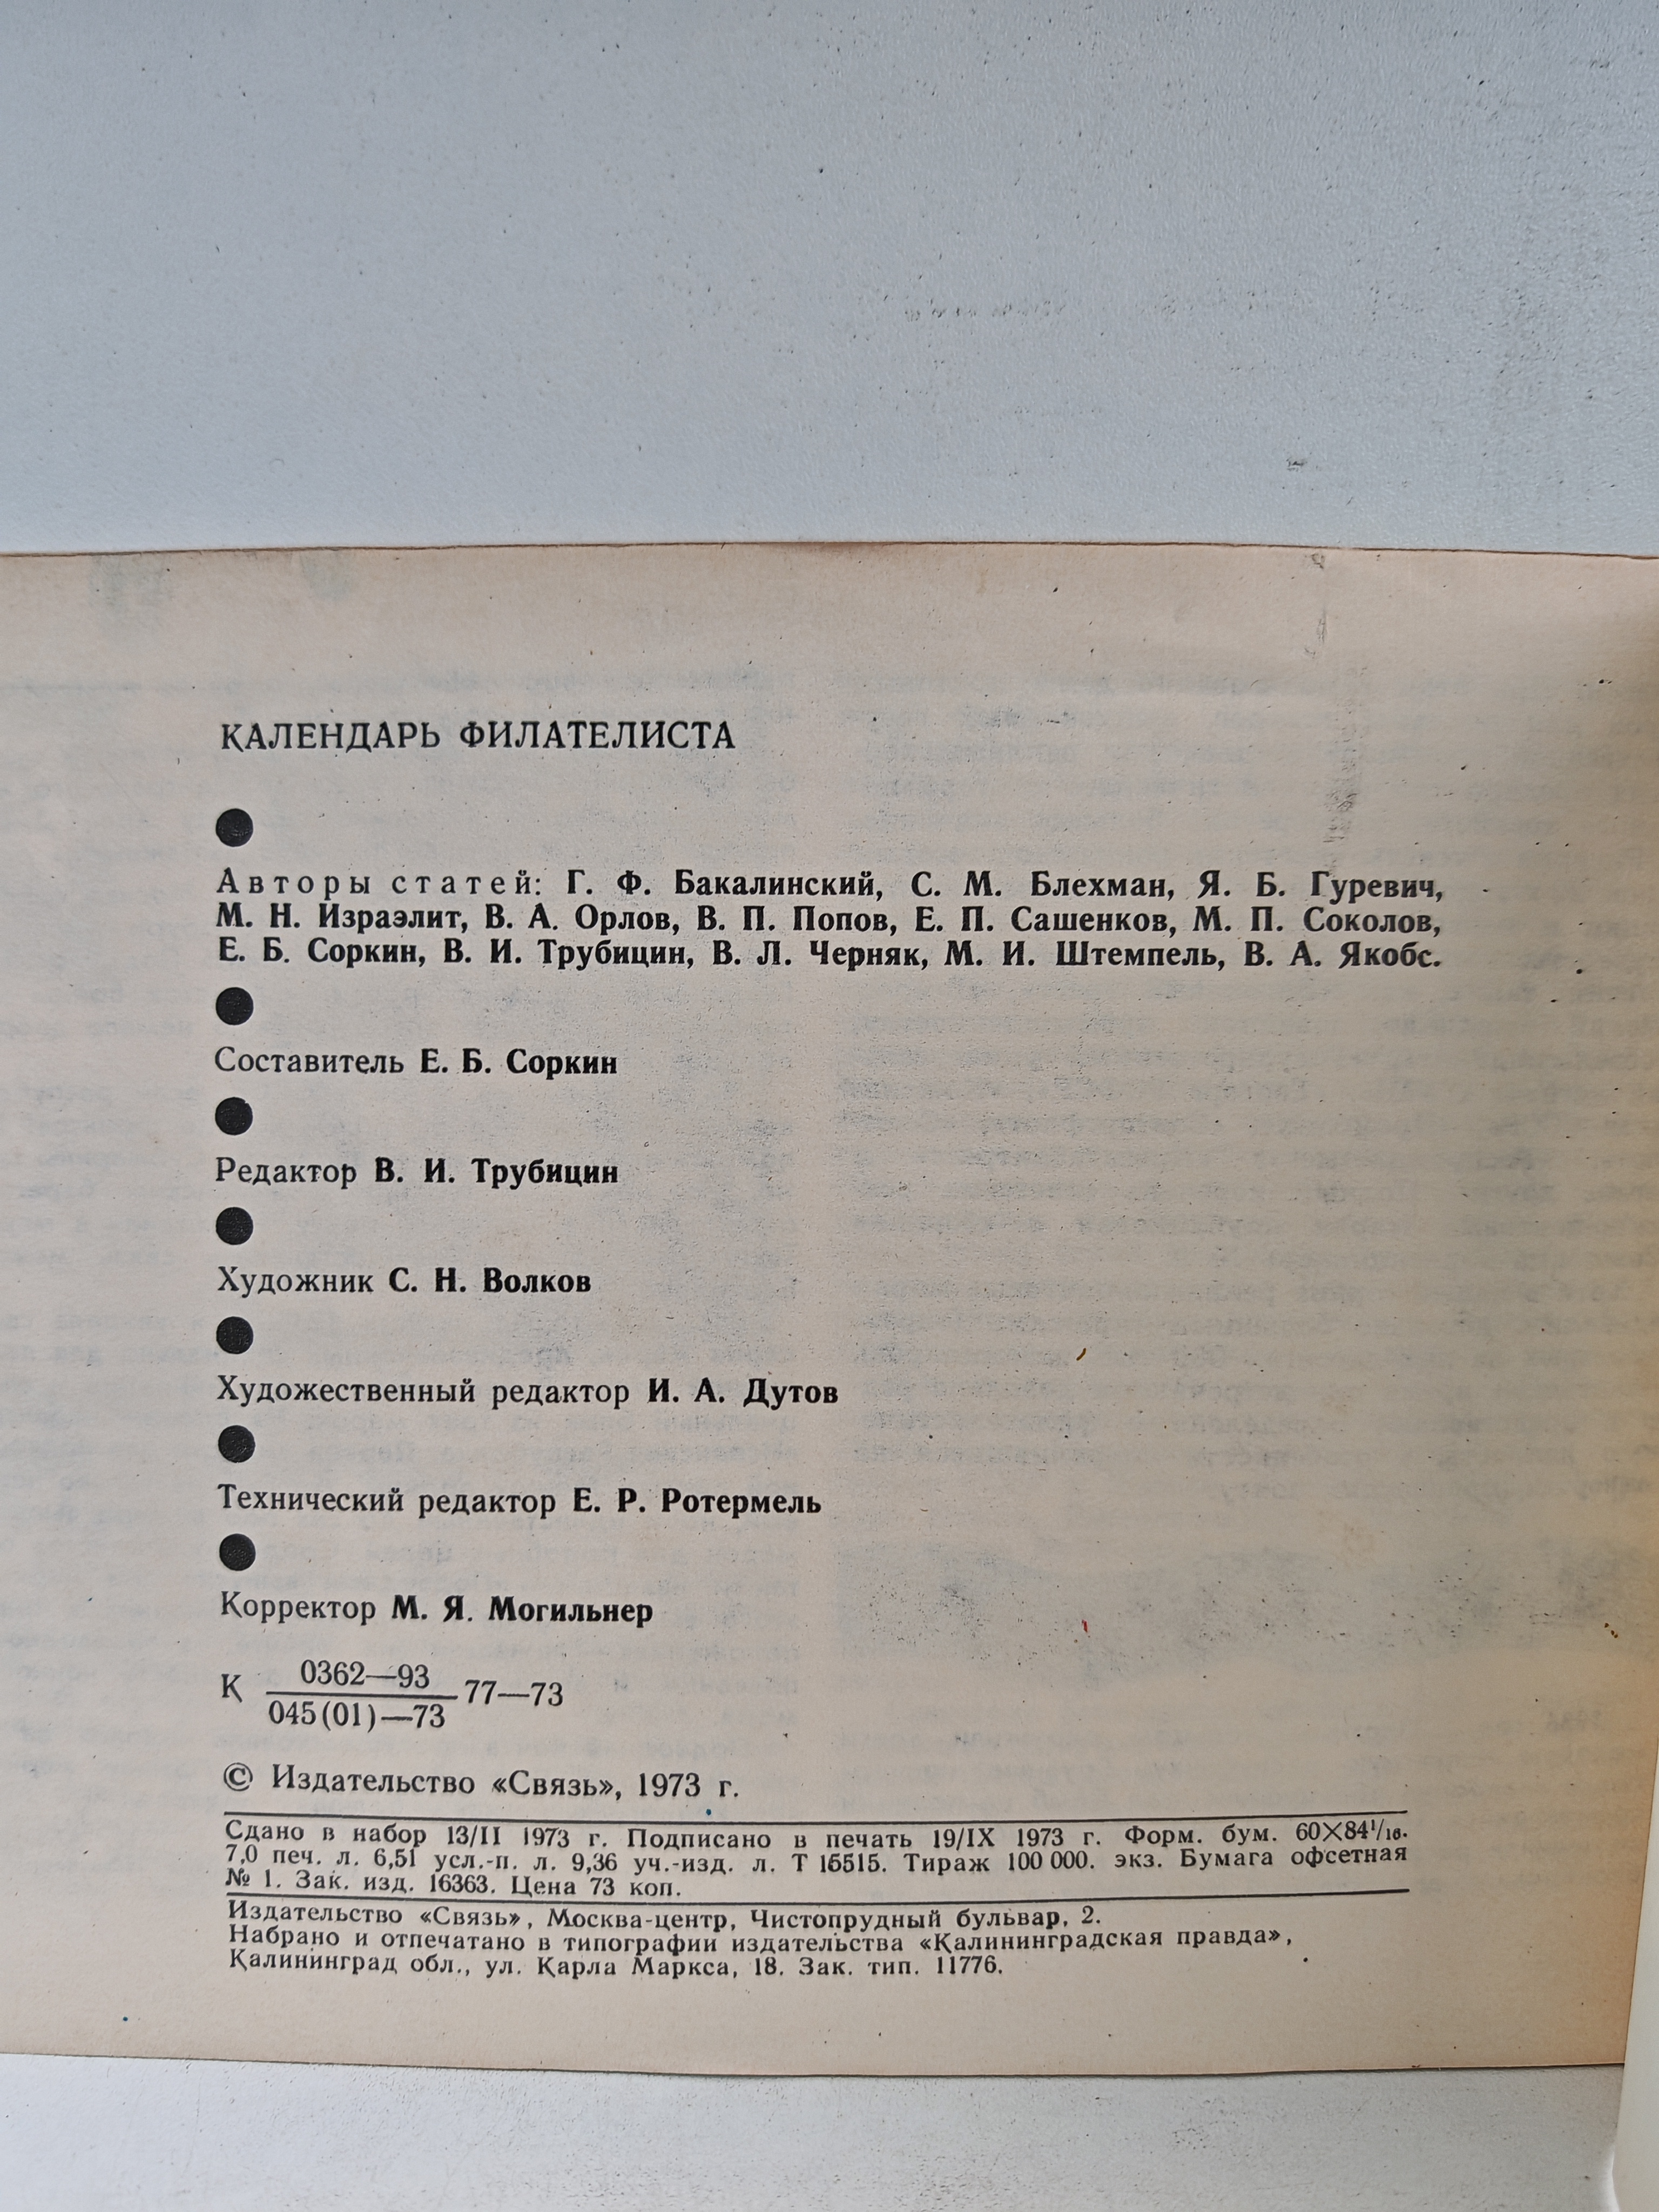 КАЛЕНДАРЬ ФИЛАТЕЛИСТА
Авторы статей: Г. Ф. Бакалинский, С. М. Блехман, Я. Б. Гуревич,
М. Н. Израэлит, В. А. Орлов, В. П. Попов, Е. П. Сашенков, М. П. Соколов,
Е. Б. Соркин, В. И. Трубицин, В. Л. Черняк, М. И. Штемпель, В. А. Якобс.
Составитель Е. Б. Соркин
Редактор В. И. Трубицин
Художник С. Н. Волков
Художественный редактор И. А. Дутов
Технический редактор Е. Р. Ротермель
Корректор М. Я. Могильнер
К 0362—93
045(01)—73 77—73
© Издательство «Связь», 1973 г.
Сдано в набор 13/II 1973 г. Подписано в печать 19/IX 1973 г. Форм. бум. 60X84¹/₁₆.
7,0 печ. л. 6,51 усл.-п. л. 9,36 уч.-изд. л. Т 15515. Тираж 100 000. экз. Бумага офсетная
№ 1. Зак. изд. 16363. Цена 73 коп.
Издательство «Связь», Москва-центр, Чистопрудный бульвар, 2.
Набрано и отпечатано в типографии издательства «Калининградская правда»,
Калининград обл., ул. Карла Маркса, 18. Зак. тип. 11776.